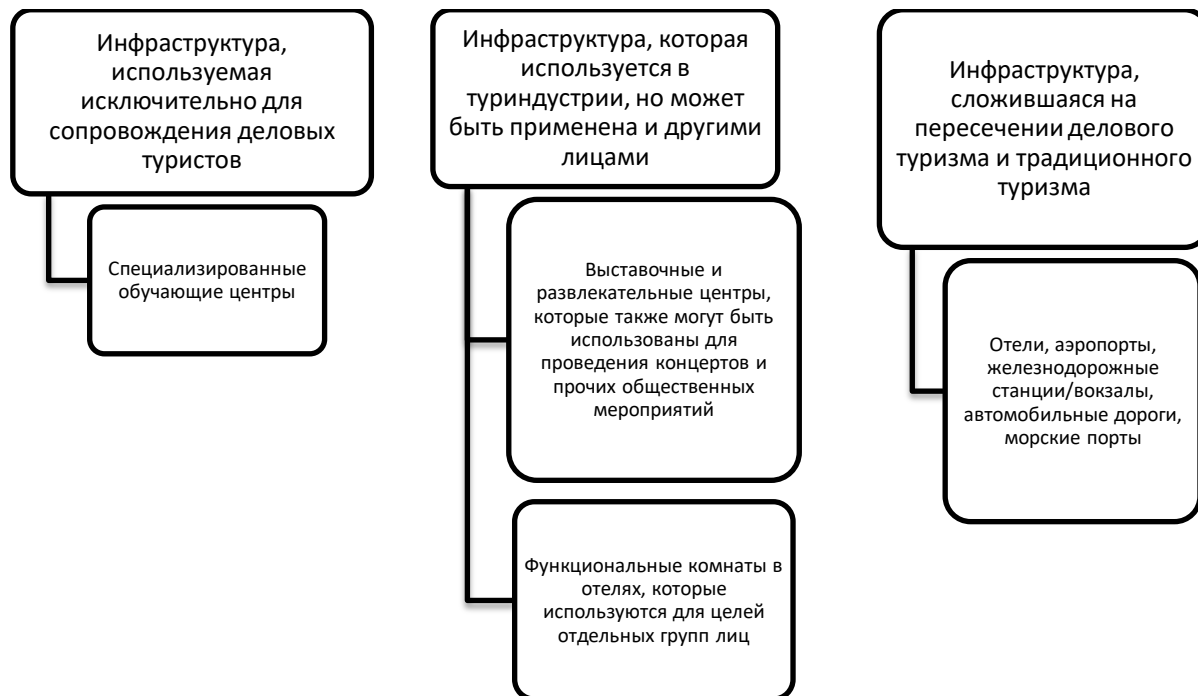 Инфраструктура,
используемая
исключительно для
сопровождения деловых
туристов
Специализированные
обучающие центры
Инфраструктура, которая
используется в
туриндустрии, но может
быть применена и другими
лицами
Выставочные и
развлекательные центры,
которые также могут быть
использованы для
проведения концертов и
прочих общественных
мероприятий
Функциональные комнаты в
отелях, которые
используются для целей
отдельных групп лиц
Инфраструктура,
сложившаяся на
пересечении делового
туризма и традиционного
туризма
Отели, аэропорты,
железнодорожные
станции/вокзалы,
автомобильные дороги,
морские порты